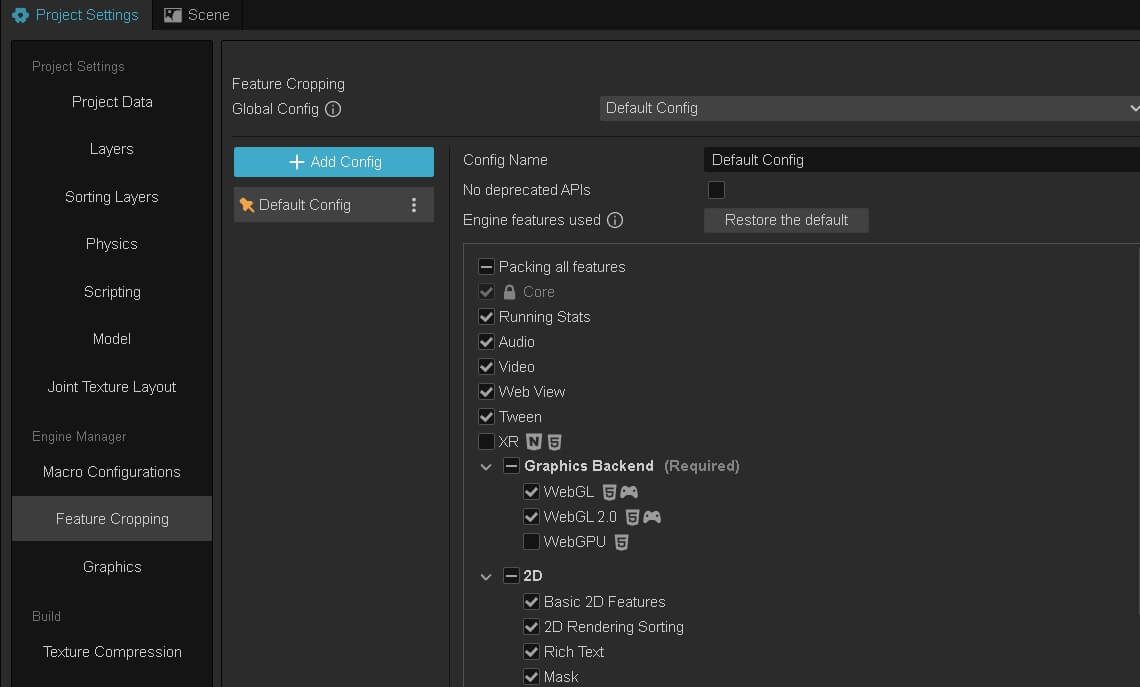 Project Settings
Scene
Project Settings
Project Data
Layers
Sorting Layers
Physics
Scripting
Model
Joint Texture Layout
Engine Manager
Macro Configurations
Feature Cropping
Graphics
Build
Texture Compression
Feature Cropping
Global Config
Default Config
Add Config
Default Config
Config Name
Default Config
No deprecated APIs
Engine features used
Restore the default
Packing all features
Core
Running Stats
Audio
Video
Web View
Tween
XR
Graphics Backend (Required)
WebGL
WebGL 2.0
WebGPU
2D
Basic 2D Features
2D Rendering Sorting
Rich Text
Mask